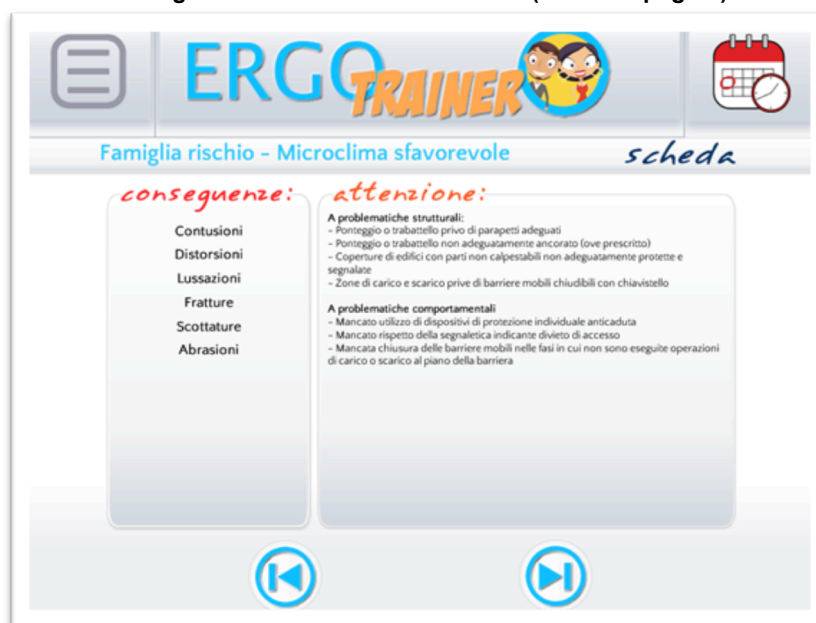 ERGO
TRAINER
Famiglia rischio - Microclima sfavorevole
scheda
conseguenze:
Contusioni
Distorsioni
Lussazioni
Fratture
Scottature
Abrasioni
attenzione:
A problematiche strutturali:
- Ponteggio o trabattello privo di parapetti adeguati
- Ponteggio o trabattello non adeguatamente ancorato (ove prescritto)
- Coperture di edifici con parti non calpestabili non adeguatamente protette e
segnalate
- Zone di carico e scarico prive di barriere mobili chiudibili con chiavistello
A problematiche comportamentali
- Mancato utilizzo di dispositivi di protezione individuale anticaduta
- Mancato rispetto della segnaletica indicante divieto di accesso
- Mancata chiusura delle barriere mobili nelle fasi in cui non sono eseguite operazioni
di carico o scarico al piano della barriera